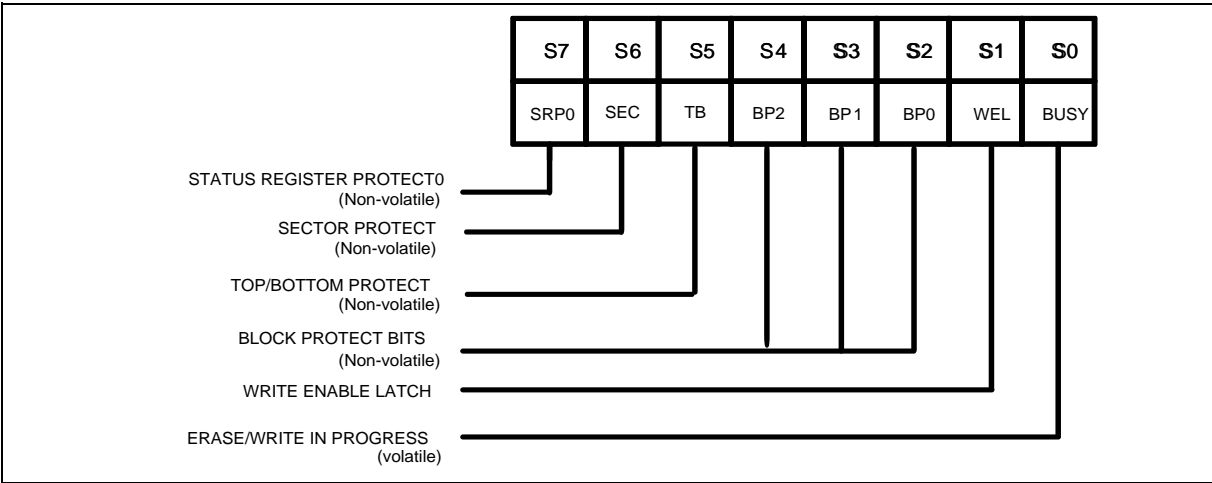 S7 S6 S5 S4 S3 S2 S1 S0
SRP0 SEC TB BP2 BP1 BP0 WEL BUSY
STATUS REGISTER PROTECT0
(Non-volatile)
SECTOR PROTECT
(Non-volatile)
TOP/BOTTOM PROTECT
(Non-volatile)
BLOCK PROTECT BITS
(Non-volatile)
WRITE ENABLE LATCH
ERASE/WRITE IN PROGRESS
(volatile)